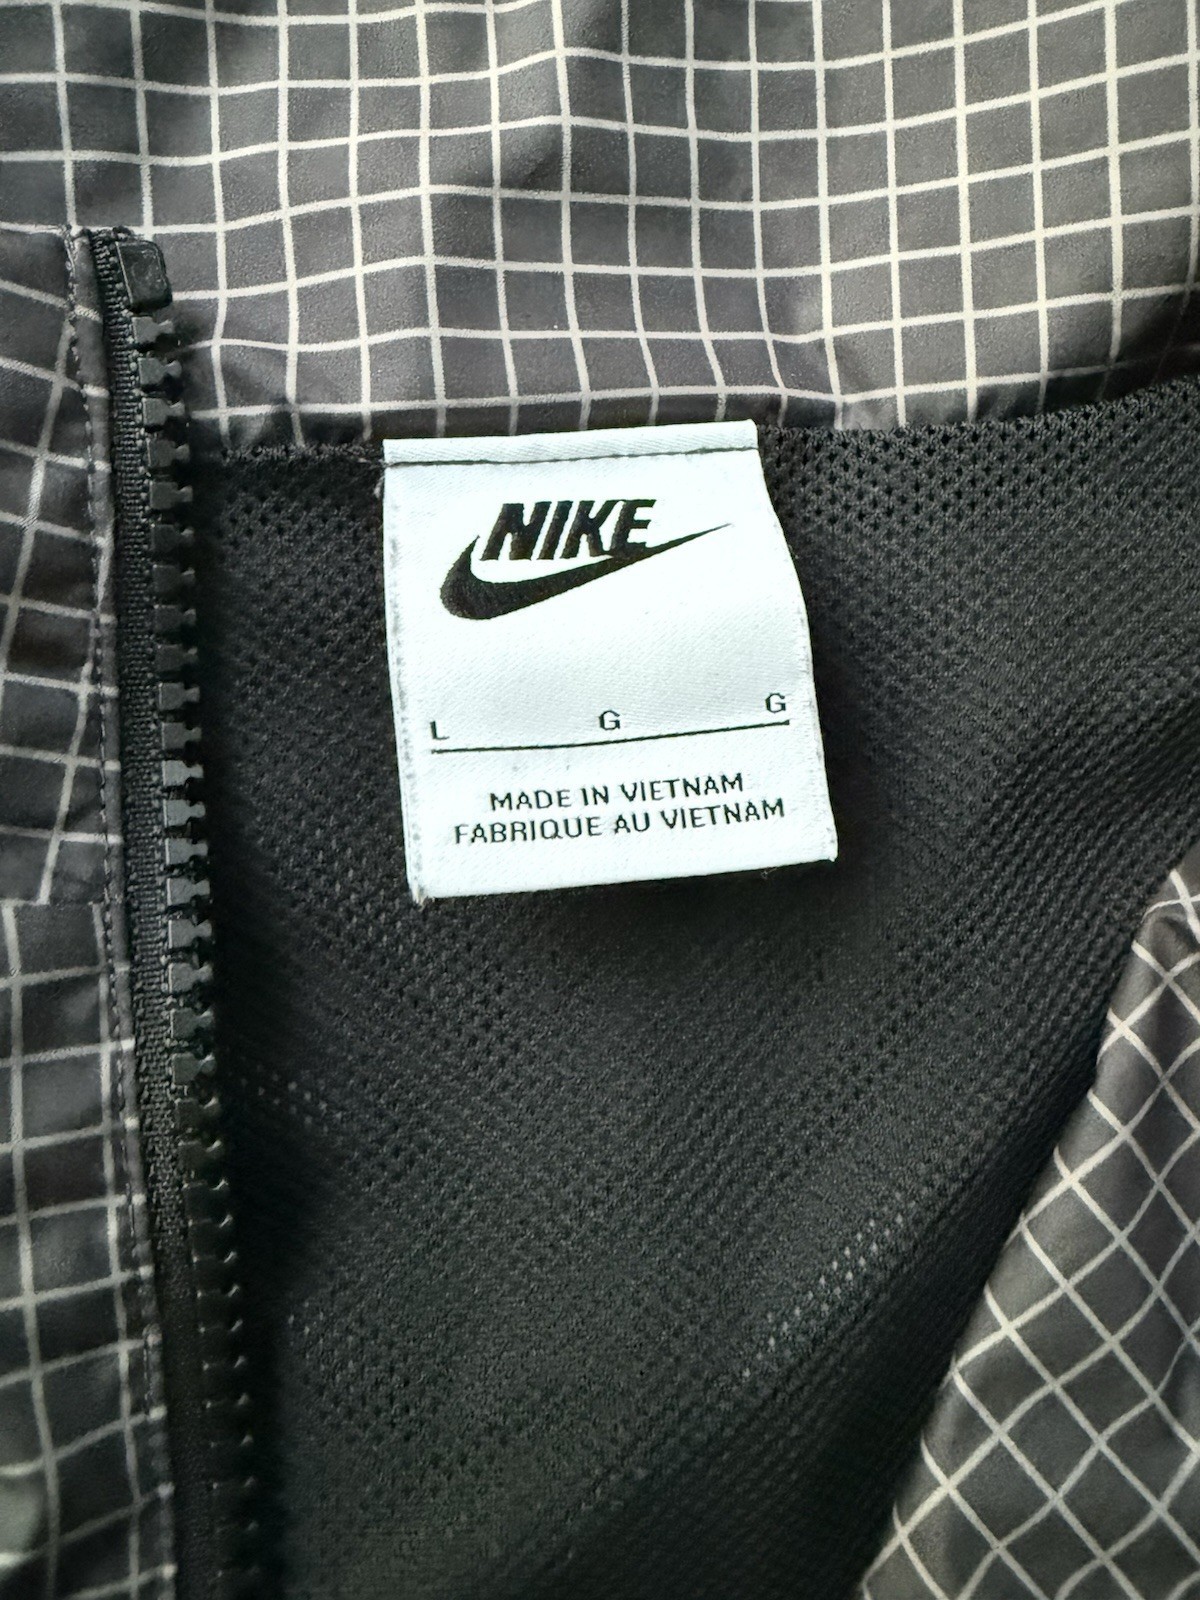 NIKE
L G G
MADE IN VIETNAM
FABRIQUE AU VIETNAM